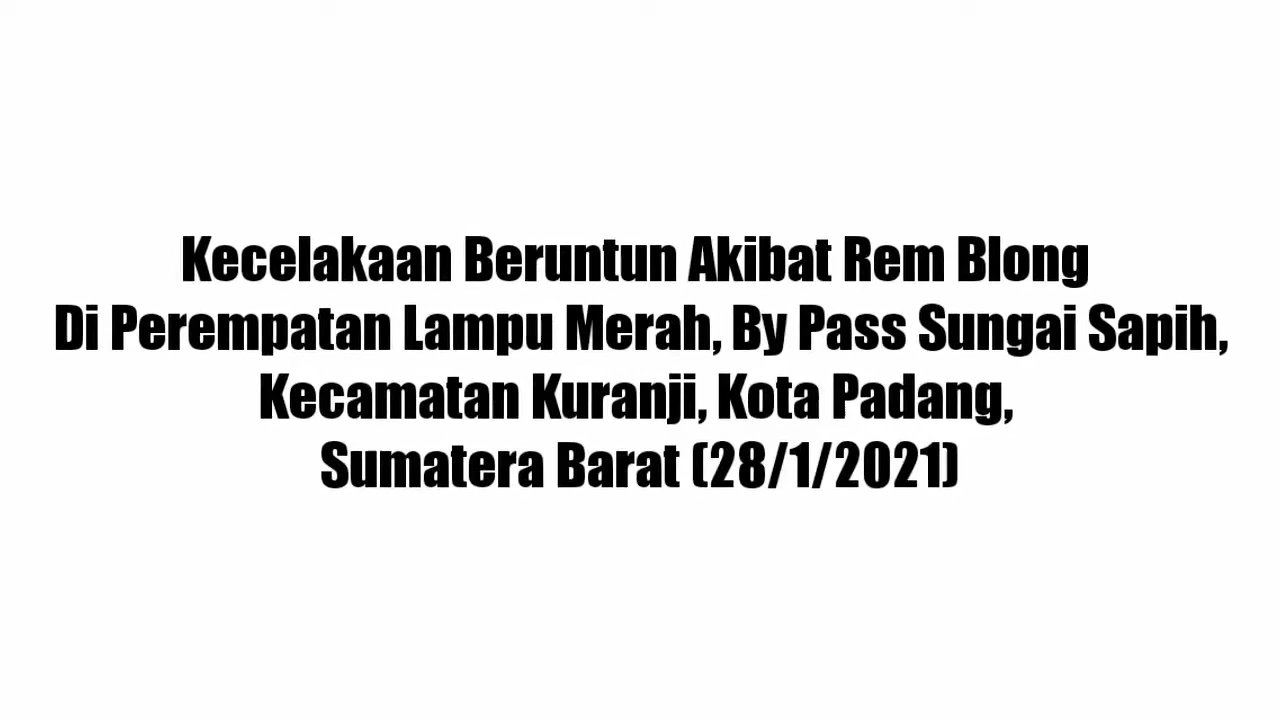 Kecelakaan Beruntun Akibat Rem Blong
Di Perempatan Lampu Merah, By Pass Sungai Sapih,
Kecamatan Kuranji, Kota Padang,
Sumatera Barat (28/1/2021)